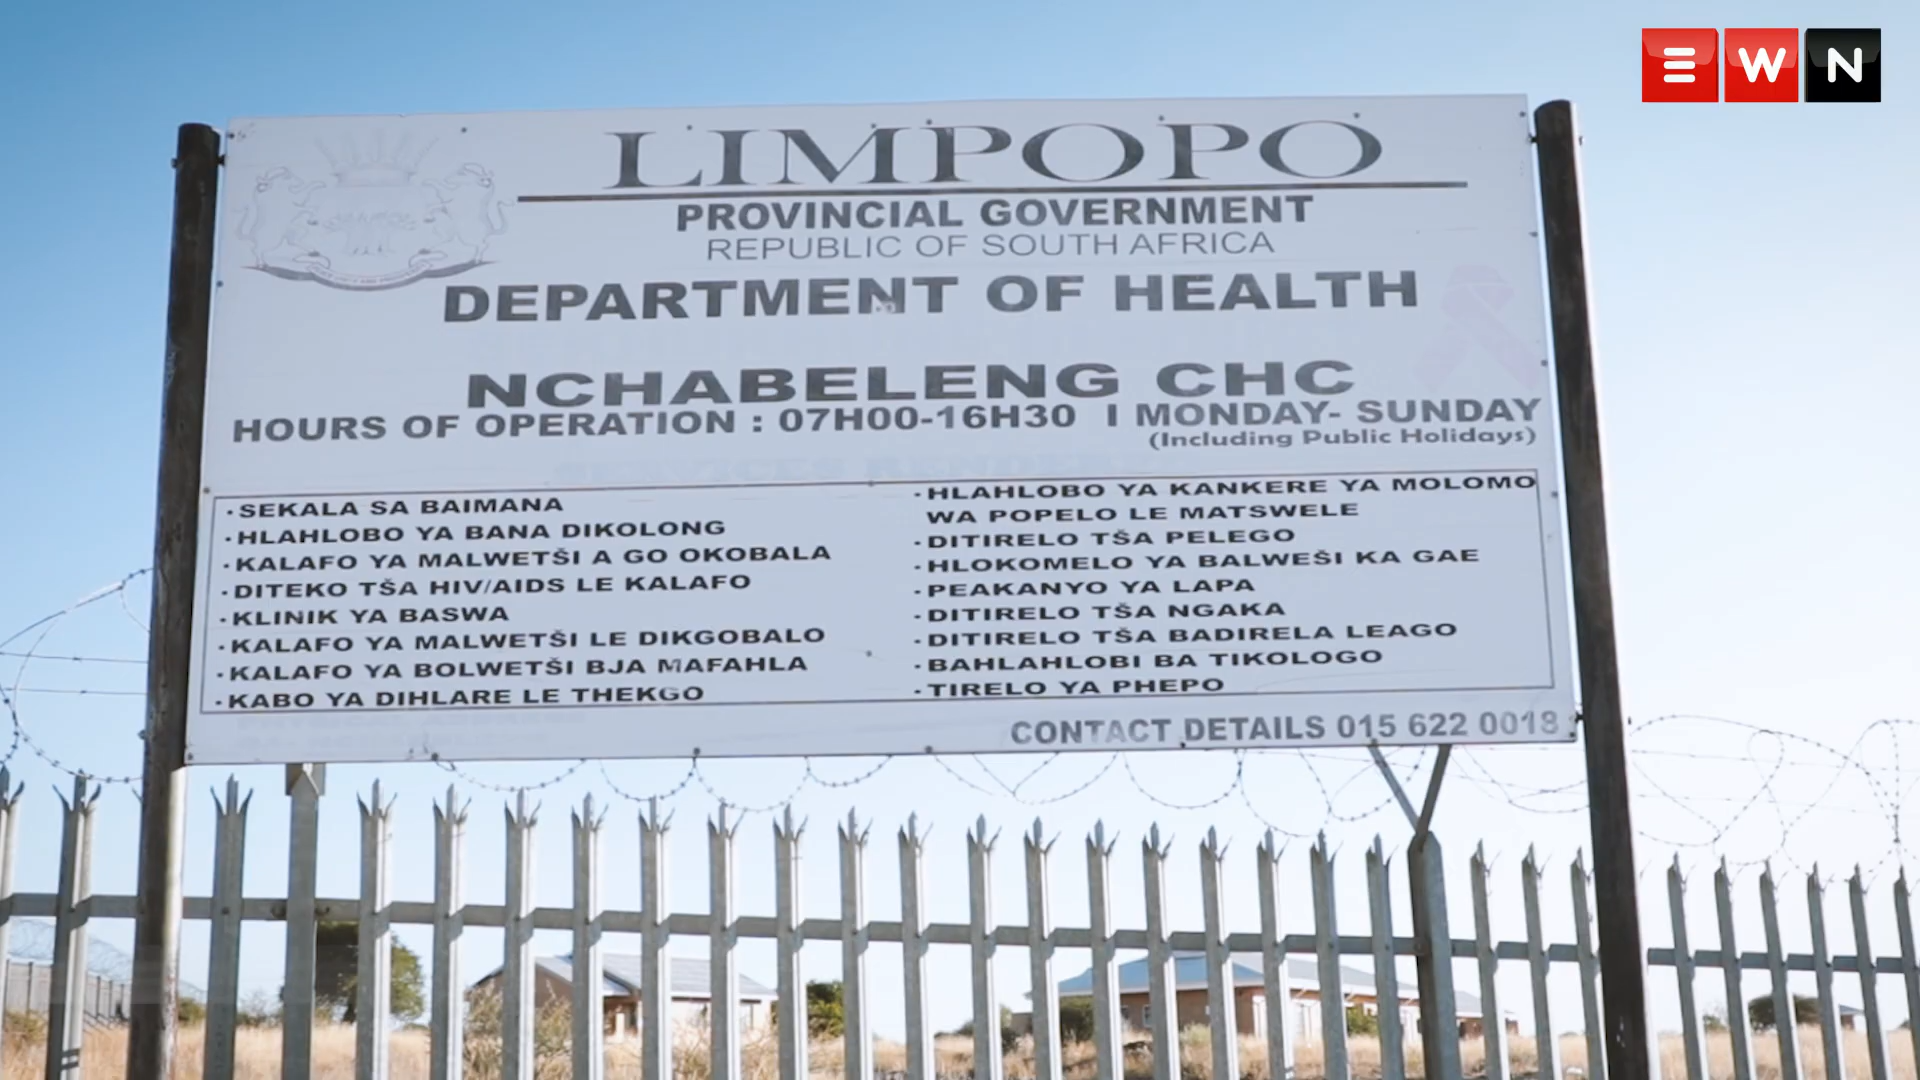 EWN
LIMPOPO
PROVINCIAL GOVERNMENT
REPUBLIC OF SOUTH AFRICA
DEPARTMENT OF HEALTH
NCHABELENG CHC
HOURS OF OPERATION : 07H00-16H30 I MONDAY- SUNDAY
(Including Public Holidays)
SERVICES RENDERED
· SEKALA SA BAIMANA
· HLAHLOBO YA BANA DIKOLONG
· KALAFO YA MALWETŠI A GO OKOBALA
· DITEKO TŠA HIV/AIDS LE KALAFO
· KLINIK YA BASWA
· KALAFO YA MALWETŠI LE DIKGOBALO
· KALAFO YA BOLWETŠI BJA MAFAHLA
· KABO YA DIHLARE LE THEKGO
· HLAHLOBO YA KANKERE YA MOLOMO
WA POPELO LE MATSWELE
· DITIRELO TŠA PELEGO
· HLOKOMELO YA BALWEŠI KA GAE
· PEAKANYO YA LAPA
· DITIRELO TŠA NGAKA
· DITIRELO TŠA BADIRELA LEAGO
· BAHLAHLOBI BA TIKOLOGO
· TIRELO YA PHEPO
CONTACT DETAILS 015 622 0018